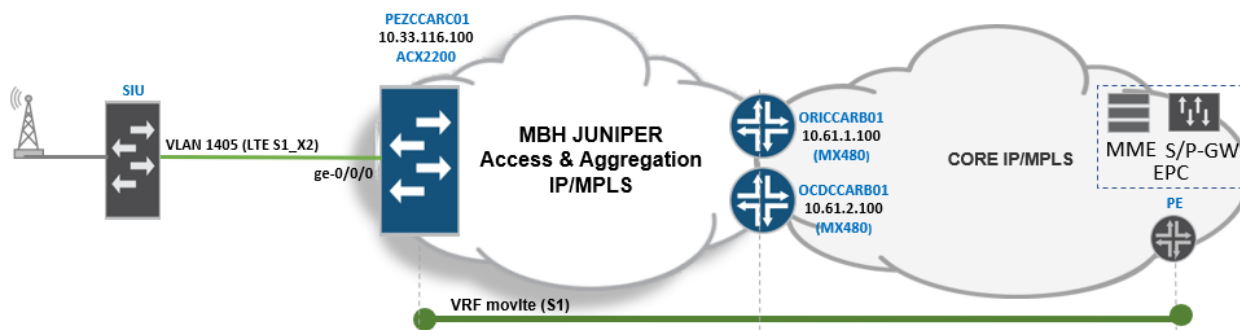 PEZCCARC01
10.33.116.100
ACX2200
SIU
VLAN 1405 (LTE S1_X2)
ge-0/0/0
MBH JUNIPER
Access & Aggregation
IP/MPLS
ORICCARB01
10.61.1.100
(MX480)
OCDCCARB01
10.61.2.100
(MX480)
CORE IP/MPLS
MME S/P-GW
EPC
PE
VRF movlte (S1)